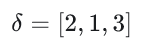 δ = [2, 1, 3]